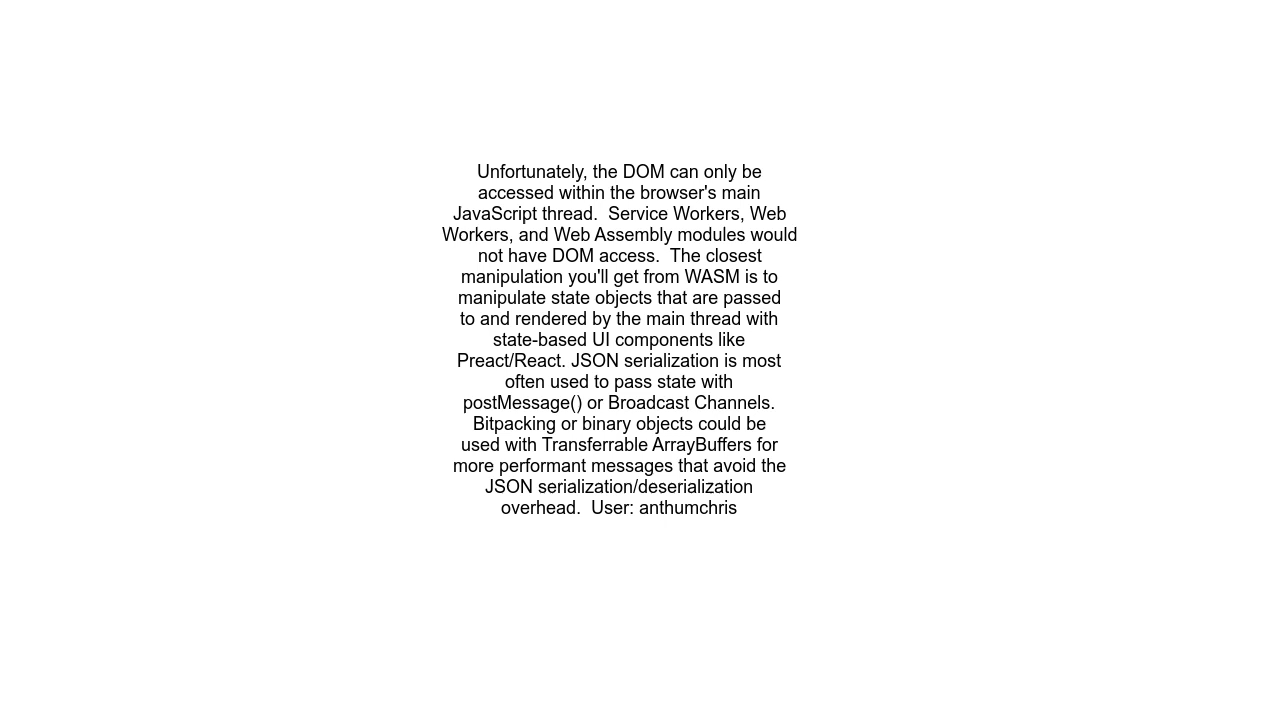 Unfortunately, the DOM can only be
accessed within the browser's main
JavaScript thread.  Service Workers, Web
Workers, and Web Assembly modules would
not have DOM access.  The closest
manipulation you'll get from WASM is to
manipulate state objects that are passed
to and rendered by the main thread with
state-based UI components like
Preact/React. JSON serialization is most
often used to pass state with
postMessage() or Broadcast Channels.
Bitpacking or binary objects could be
used with Transferrable ArrayBuffers for
more performant messages that avoid the
JSON serialization/deserialization
overhead.  User: anthumchris